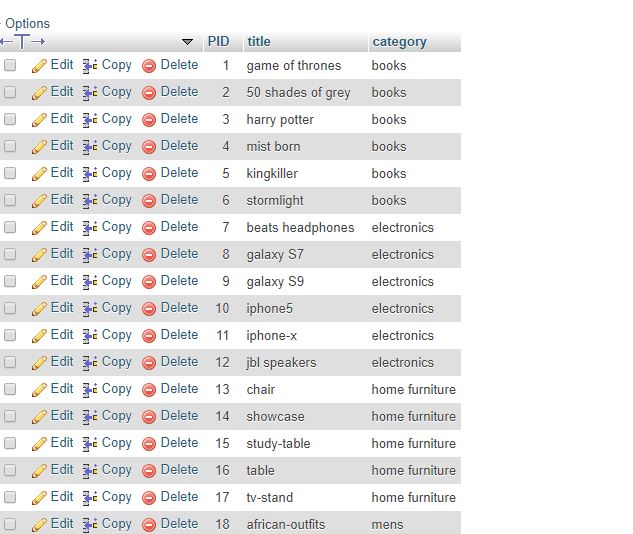 Options
PID title category
Edit Copy Delete 1 game of thrones books
Edit Copy Delete 2 50 shades of grey books
Edit Copy Delete 3 harry potter books
Edit Copy Delete 4 mist born books
Edit Copy Delete 5 kingkiller books
Edit Copy Delete 6 stormlight books
Edit Copy Delete 7 beats headphones electronics
Edit Copy Delete 8 galaxy S7 electronics
Edit Copy Delete 9 galaxy S9 electronics
Edit Copy Delete 10 iphone5 electronics
Edit Copy Delete 11 iphone-x electronics
Edit Copy Delete 12 jbl speakers electronics
Edit Copy Delete 13 chair home furniture
Edit Copy Delete 14 showcase home furniture
Edit Copy Delete 15 study-table home furniture
Edit Copy Delete 16 table home furniture
Edit Copy Delete 17 tv-stand home furniture
Edit Copy Delete 18 african-outfits mens